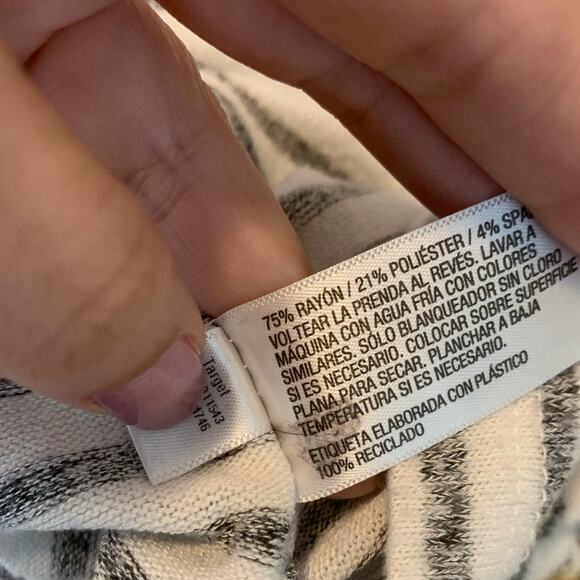 75% RAYÓN / 21% POLIÉSTER / 4%
VOLTEAR LA PRENDA AL REVÉS. LAVAR A
MÁQUINA CON AGUA FRÍA CON COLORES
SIMILARES. SÓLO BLANQUEADOR SIN CLORO
SI ES NECESARIO. COLOCAR SOBRE SUPERFICIE
PLANA PARA SECAR. PLANCHAR A BAJA
TEMPERATURA SI ES NECESARIO.
ETIQUETA ELABORADA CON PLÁSTICO
100% RECICLADO
Target